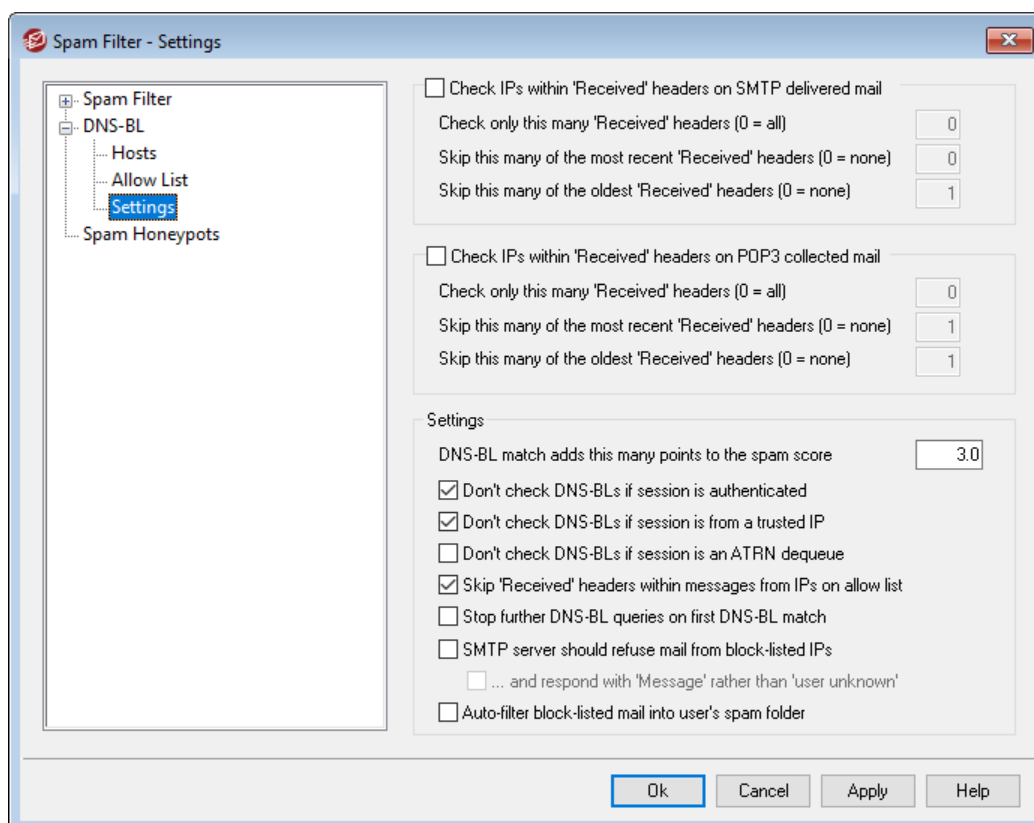 Spam Filter - Settings
Spam Filter
DNS-BL
Hosts
Allow List
Settings
Spam Honeypots
Check IPs within 'Received' headers on SMTP delivered mail
Check only this many 'Received' headers (0 = all) 0
Skip this many of the most recent 'Received' headers (0 = none) 0
Skip this many of the oldest 'Received' headers (0 = none) 1
Check IPs within 'Received' headers on POP3 collected mail
Check only this many 'Received' headers (0 = all) 0
Skip this many of the most recent 'Received' headers (0 = none) 1
Skip this many of the oldest 'Received' headers (0 = none) 1
Settings
DNS-BL match adds this many points to the spam score 3.0
Don't check DNS-BLs if session is authenticated
Don't check DNS-BLs if session is from a trusted IP
Don't check DNS-BLs if session is an ATRN dequeue
Skip 'Received' headers within messages from IPs on allow list
Stop further DNS-BL queries on first DNS-BL match
SMTP server should refuse mail from block-listed IPs
... and respond with 'Message' rather than 'user unknown'
Auto-filter block-listed mail into user's spam folder
Ok Cancel Apply Help